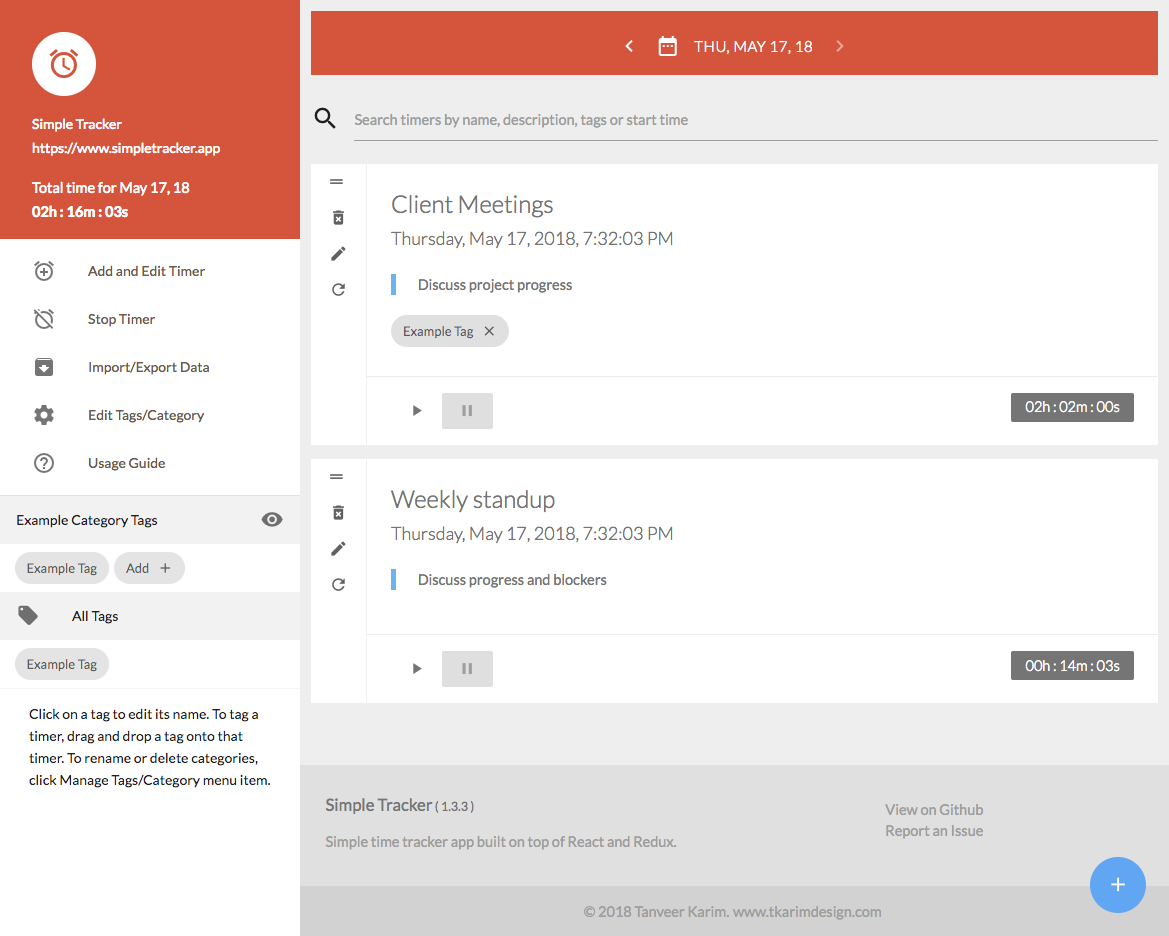 Simple Tracker
https://www.simpletracker.app
Total time for May 17, 18
02h : 16m : 03s
Add and Edit Timer
Stop Timer
Import/Export Data
Edit Tags/Category
Usage Guide
Example Category Tags
Example Tag
Add +
All Tags
Example Tag
Click on a tag to edit its name. To tag a
timer, drag and drop a tag onto that
timer. To rename or delete categories,
click Manage Tags/Category menu item.
THU, MAY 17, 18
Search timers by name, description, tags or start time
Client Meetings
Thursday, May 17, 2018, 7:32:03 PM
Discuss project progress
Example Tag
02h : 02m : 00s
Weekly standup
Thursday, May 17, 2018, 7:32:03 PM
Discuss progress and blockers
00h : 14m : 03s
Simple Tracker ( 1.3.3 )
Simple time tracker app built on top of React and Redux.
View on Github
Report an Issue
© 2018 Tanveer Karim. www.tkarimdesign.com